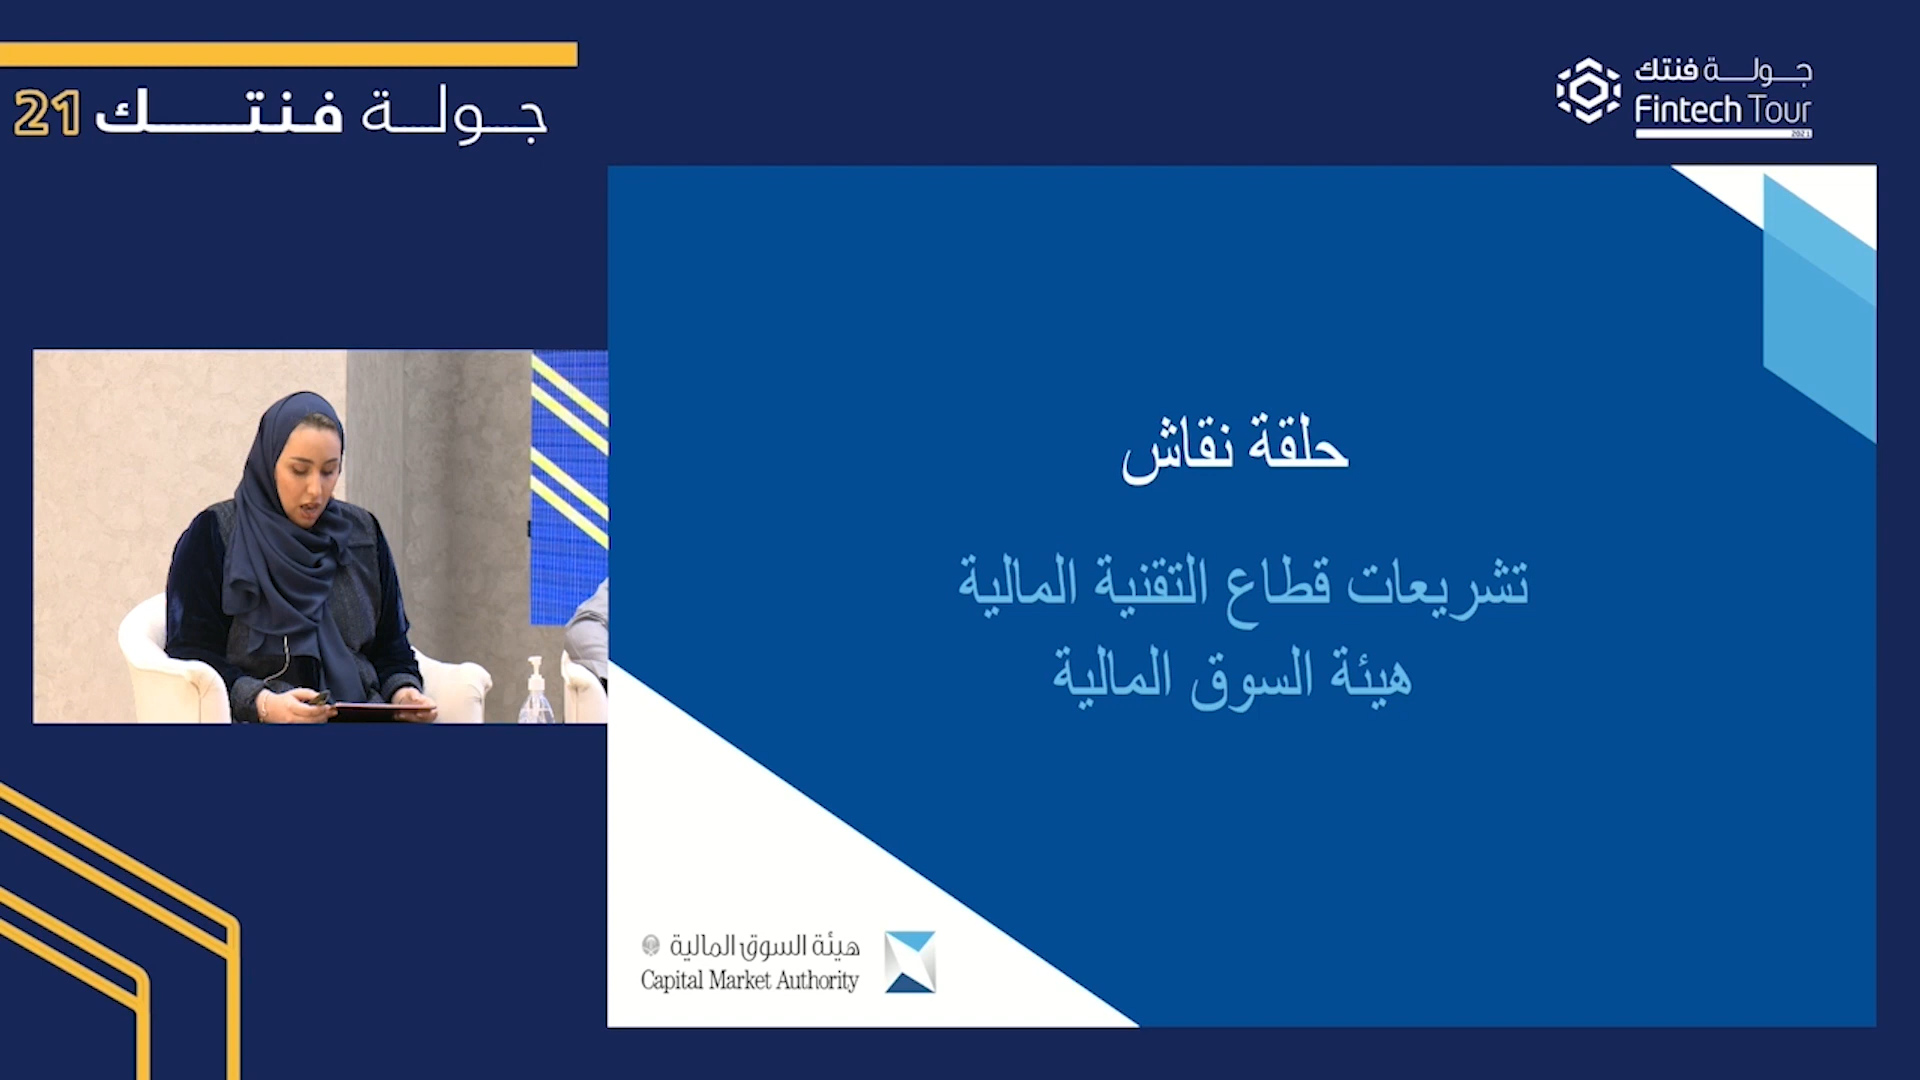 جولة فنتك 21
جولة فنتك
Fintech Tour
2021
حلقة نقاش
تشريعات قطاع التقنية المالية
هيئة السوق المالية
هيئة السوق المالية
Capital Market Authority